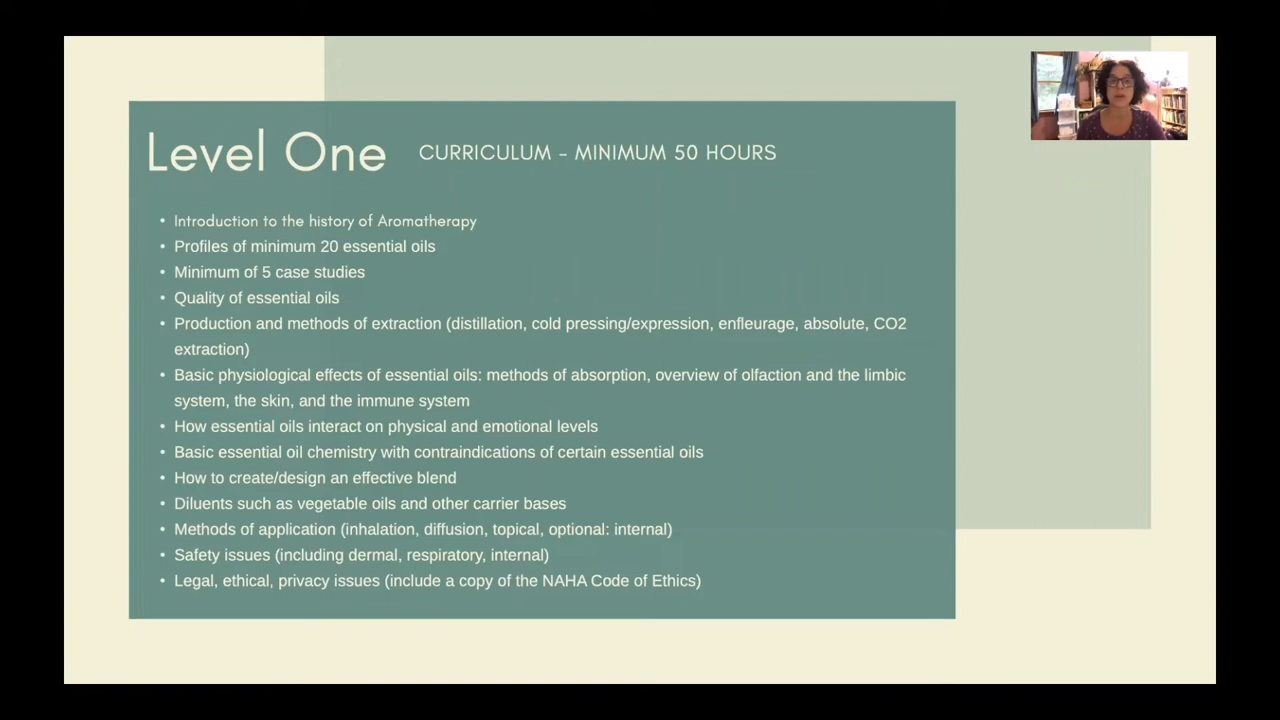 Level One CURRICULUM - MINIMUM 50 HOURS
• Introduction to the history of Aromatherapy
• Profiles of minimum 20 essential oils
• Minimum of 5 case studies
• Quality of essential oils
• Production and methods of extraction (distillation, cold pressing/expression, enfleurage, absolute, CO2
extraction)
• Basic physiological effects of essential oils: methods of absorption, overview of olfaction and the limbic
system, the skin, and the immune system
• How essential oils interact on physical and emotional levels
• Basic essential oil chemistry with contraindications of certain essential oils
• How to create/design an effective blend
• Diluents such as vegetable oils and other carrier bases
• Methods of application (inhalation, diffusion, topical, optional: internal)
• Safety issues (including dermal, respiratory, internal)
• Legal, ethical, privacy issues (include a copy of the NAHA Code of Ethics)